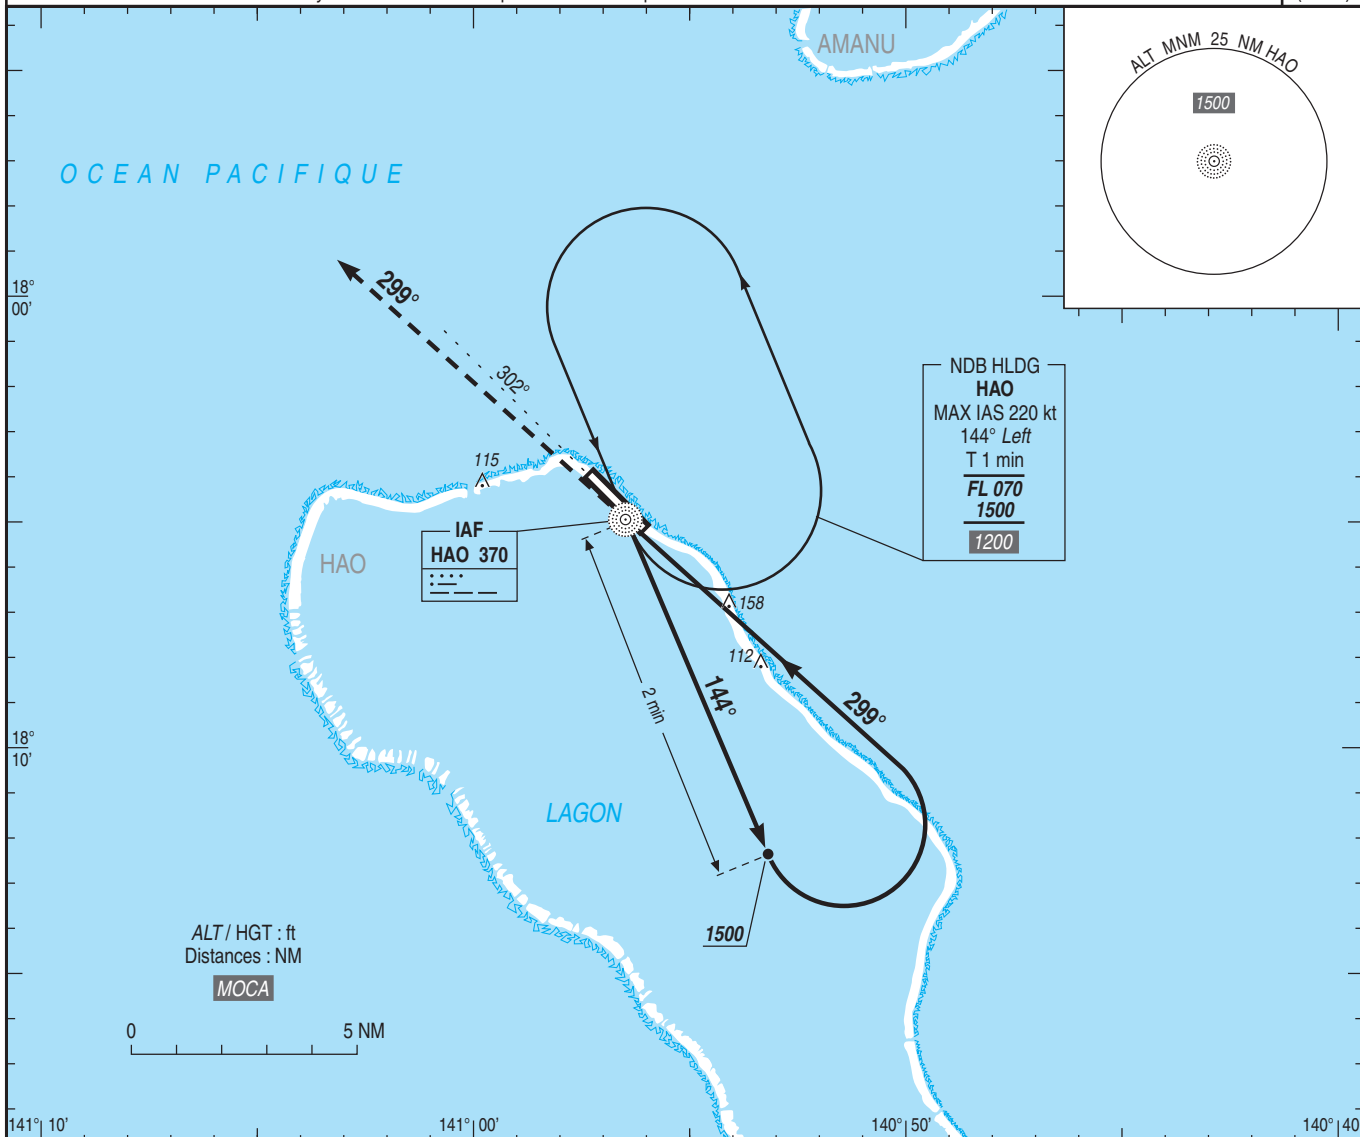 AMANU
ALT MNM 25 NM HAO
1500
OCEAN PACIFIQUE
299°
302°
18°
00'
NDB HLDG
HAO
MAX IAS 220 kt
144° Left
T 1 min
FL 070
1500
1200
115
IAF
HAO 370
HAO
158
112
2 min
144°
299°
18°
10'
LAGON
1500
ALT / HGT : ft
Distances : NM
MOCA
0 5 NM
141° 10'
141° 00'
140° 50'
140° 40